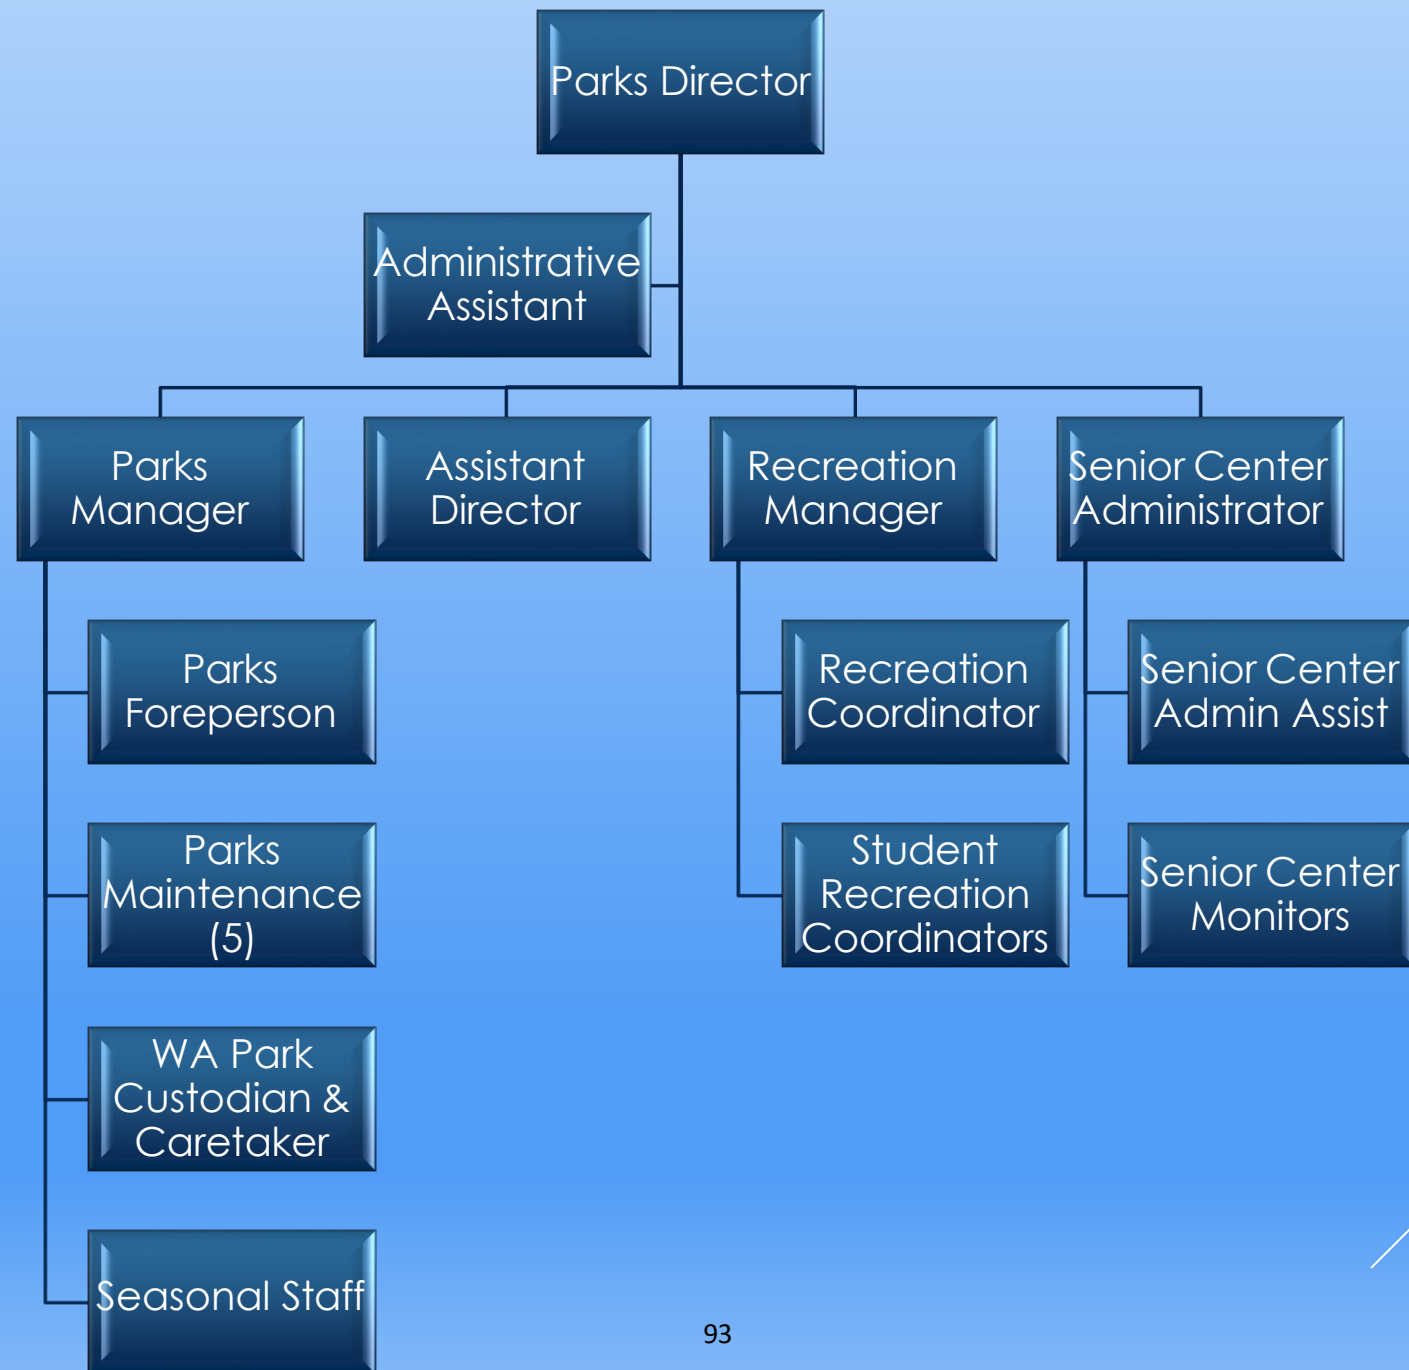 Parks Director
Administrative
Assistant
Parks
Manager
Assistant
Director
Recreation
Manager
Senior Center
Administrator
Parks
Foreperson
Recreation
Coordinator
Senior Center
Admin Assist
Parks
Maintenance
(5)
Student
Recreation
Coordinators
Senior Center
Monitors
WA Park
Custodian &
Caretaker
Seasonal Staff
93